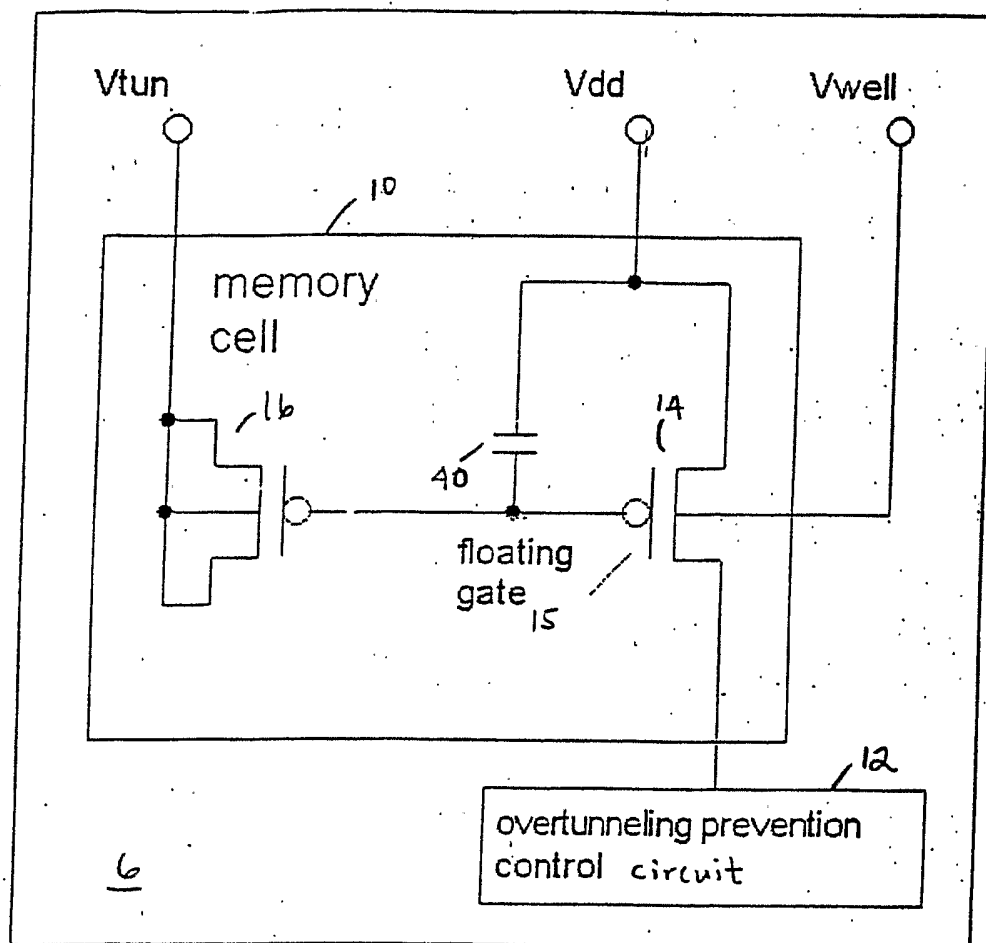 Vtun
Vdd
Vwell
10
memory
cell
16
14
40
floating
gate 15
12
overtunneling prevention
control circuit
6